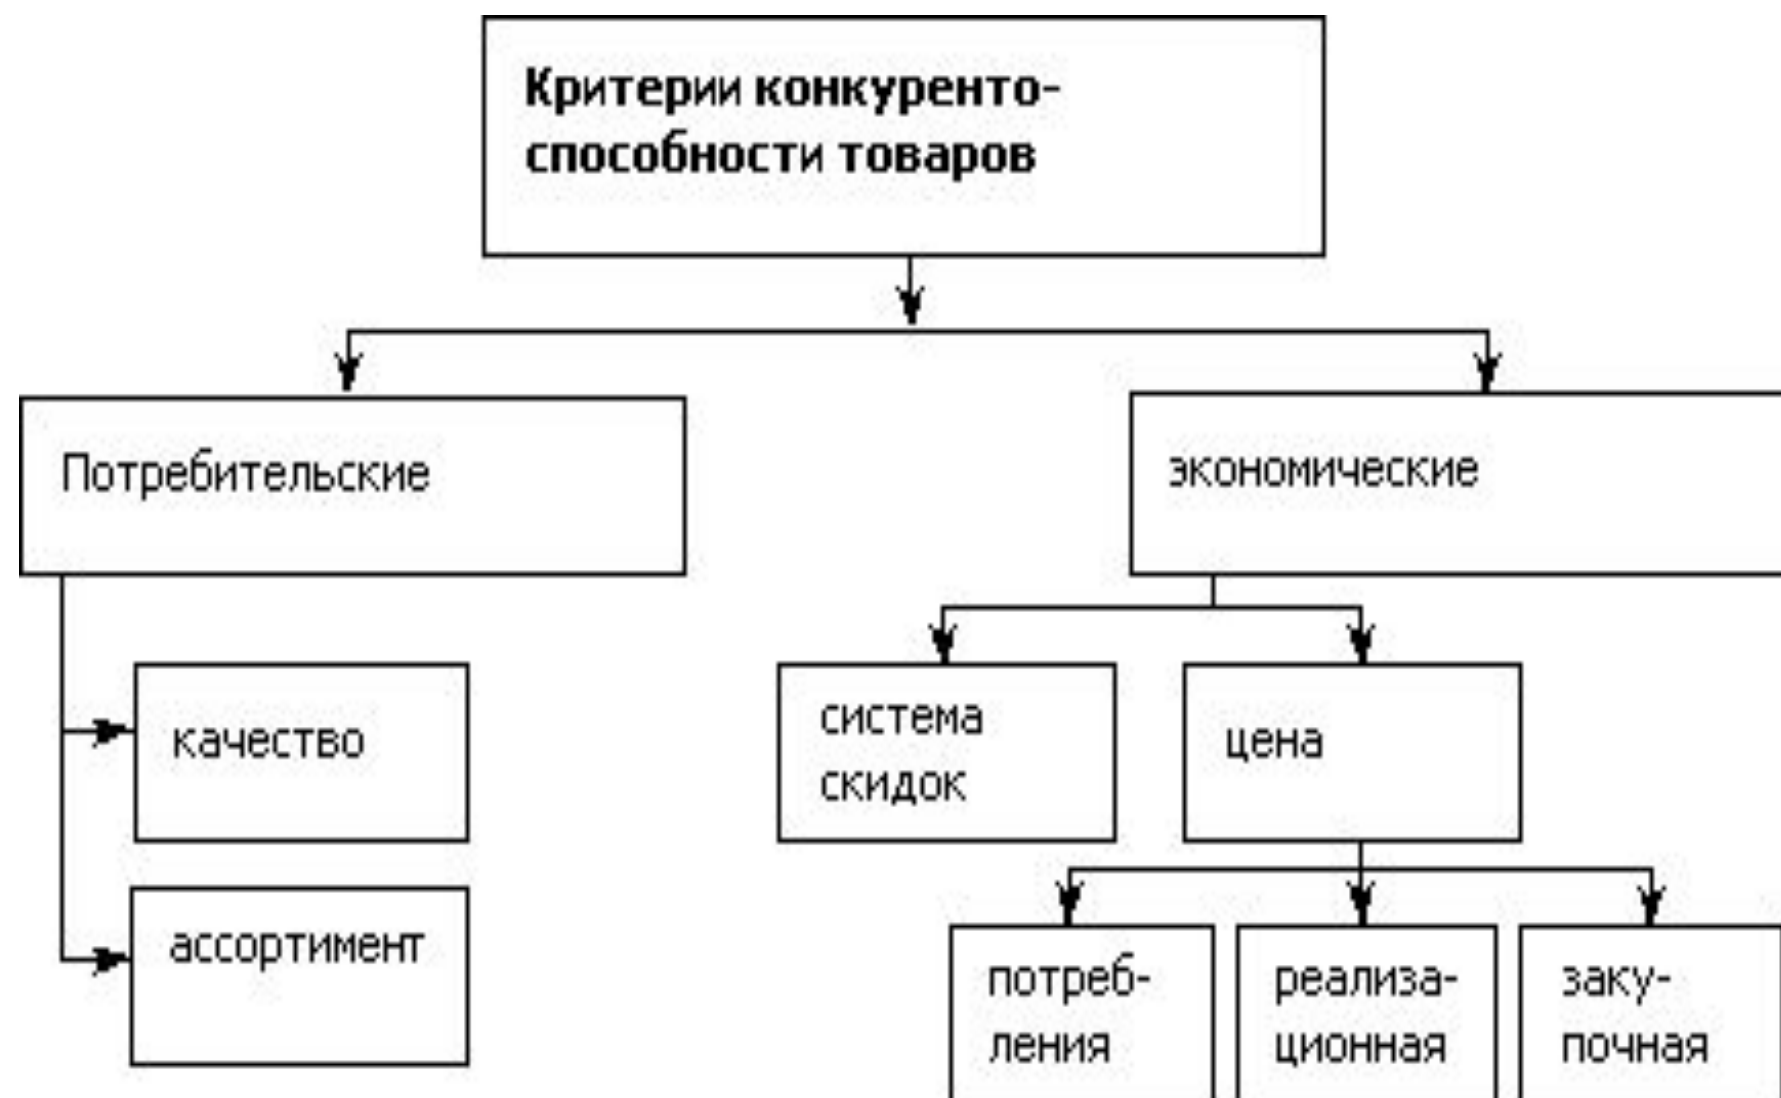 Критерии конкуренто-
способности товаров
Потребительские
экономические
качество
система
скидок
цена
ассортимент
потреб-
ления
реализа-
ционная
заку-
почная